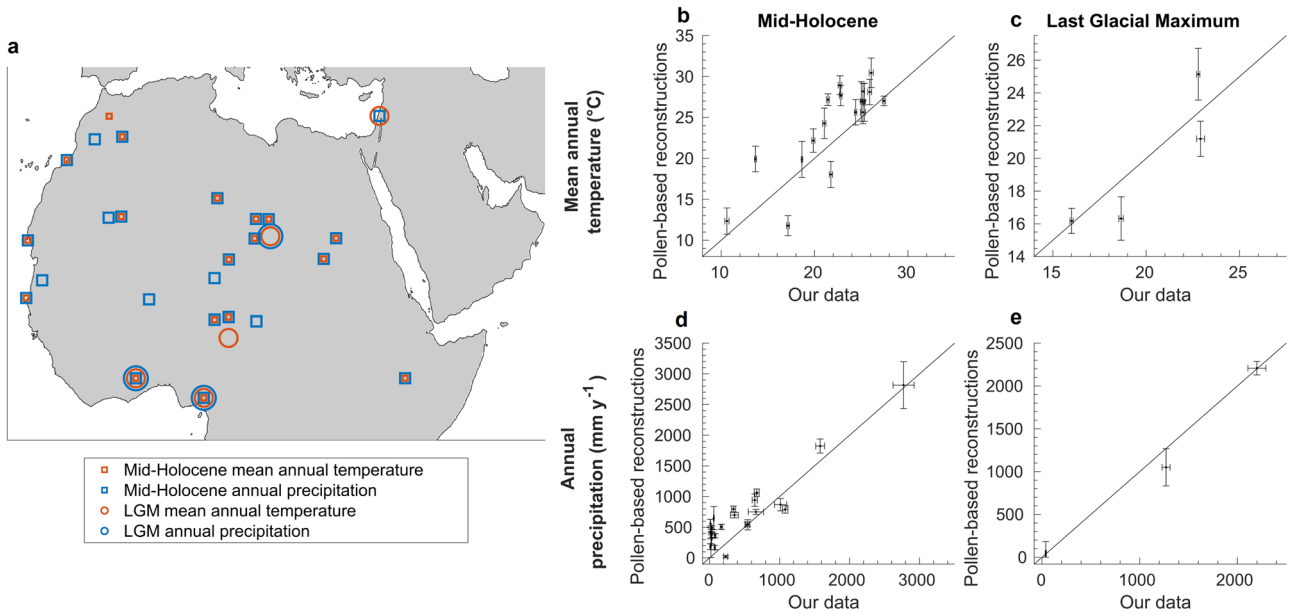 a
Mid-Holocene mean annual temperature
Mid-Holocene annual precipitation
LGM mean annual temperature
LGM annual precipitation
Mean annual
temperature (°C)
Annual
precipitation (mm y⁻¹)
b
Mid-Holocene
Pollen-based reconstructions
35
30
25
20
15
10
10
20
30
Our data
c
Last Glacial Maximum
Pollen-based reconstructions
26
24
22
20
18
16
14
15
20
25
Our data
d
Pollen-based reconstructions
3500
3000
2500
2000
1500
1000
500
0
0
1000
2000
3000
Our data
e
Pollen-based reconstructions
2500
2000
1500
1000
500
0
0
1000
2000
Our data